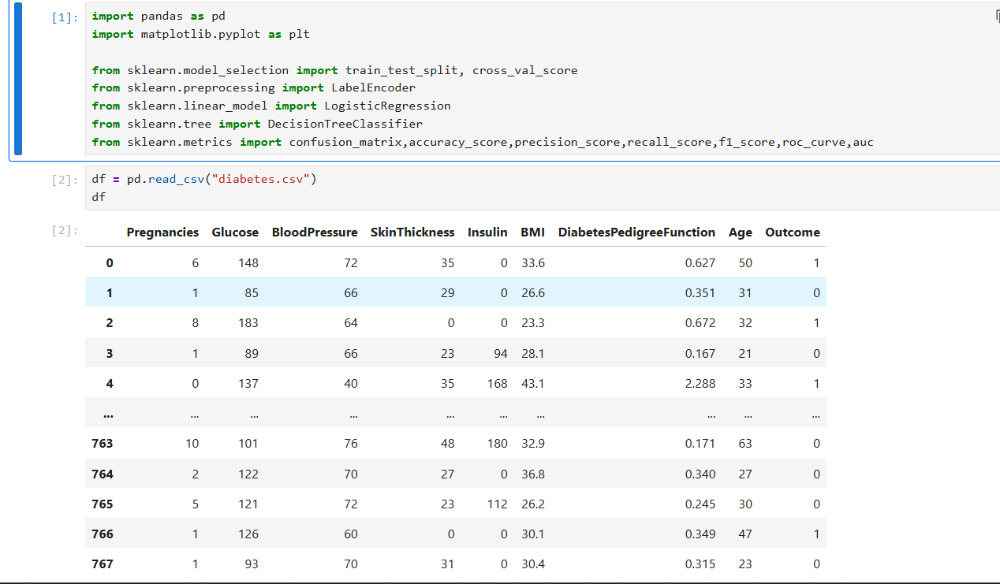 [1]: import pandas as pd
import matplotlib.pyplot as plt
from sklearn.model_selection import train_test_split, cross_val_score
from sklearn.preprocessing import LabelEncoder
from sklearn.linear_model import LogisticRegression
from sklearn.tree import DecisionTreeClassifier
from sklearn.metrics import confusion_matrix,accuracy_score,precision_score,recall_score,f1_score,roc_curve,auc
[2]: df = pd.read_csv("diabetes.csv")
df
[2]:
Pregnancies Glucose BloodPressure SkinThickness Insulin BMI DiabetesPedigreeFunction Age Outcome
0 6 148 72 35 0 33.6 0.627 50 1
1 1 85 66 29 0 26.6 0.351 31 0
2 8 183 64 0 0 23.3 0.672 32 1
3 1 89 66 23 94 28.1 0.167 21 0
4 0 137 40 35 168 43.1 2.288 33 1
... ... ... ... ... ... ... ... ... ...
763 10 101 76 48 180 32.9 0.171 63 0
764 2 122 70 27 0 36.8 0.340 27 0
765 5 121 72 23 112 26.2 0.245 30 0
766 1 126 60 0 0 30.1 0.349 47 1
767 1 93 70 31 0 30.4 0.315 23 0